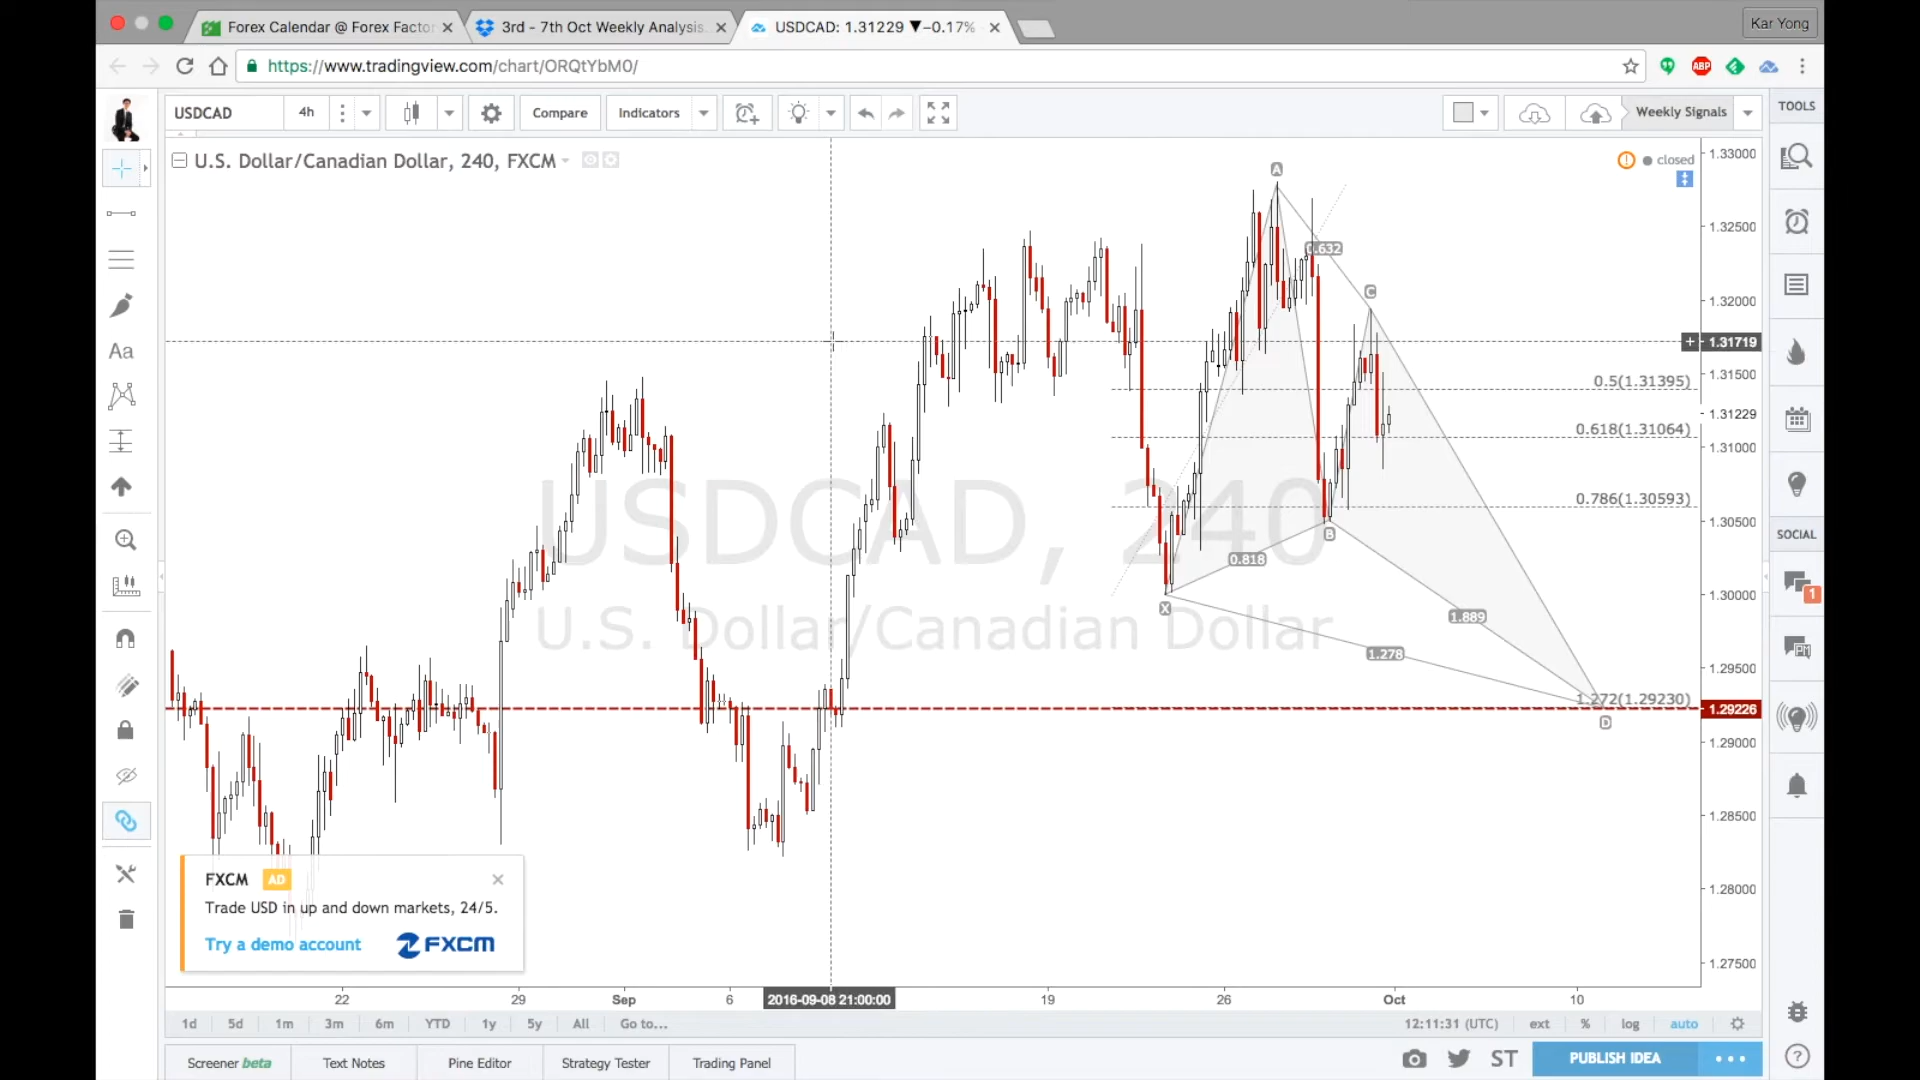 Forex Calendar @ Forex Factor
3rd - 7th Oct Weekly Analysis.
USDCAD: 1.31229 ▼−0.17%
Kar Yong
https://www.tradingview.com/chart/ORQtYbM0/
ABP
USDCAD
4h
Compare
Indicators
Weekly Signals
TOOLS
U.S. Dollar/Canadian Dollar, 240, FXCM
closed
1.33000
1.32500
1.32000
1.31719
1.31500
1.31229
1.31000
1.30500
1.30000
1.29500
1.29226
1.29000
1.28500
1.28000
1.27500
A
0.632
C
0.5(1.31395)
0.618(1.31064)
0.786(1.30593)
B
0.818
X
1.889
1.278
1.272(1.29230)
D
USDCAD, 240
U.S. Dollar/Canadian Dollar
Aa
SOCIAL
1
FXCM AD
Trade USD in up and down markets, 24/5.
Try a demo account
FXCM
22
29
Sep
6
2016-09-08 21:00:00
19
26
Oct
10
1d 5d 1m 3m 6m YTD 1y 5y All Go to...
12:11:31 (UTC) ext % log auto
Screener beta
Text Notes
Pine Editor
Strategy Tester
Trading Panel
ST
PUBLISH IDEA